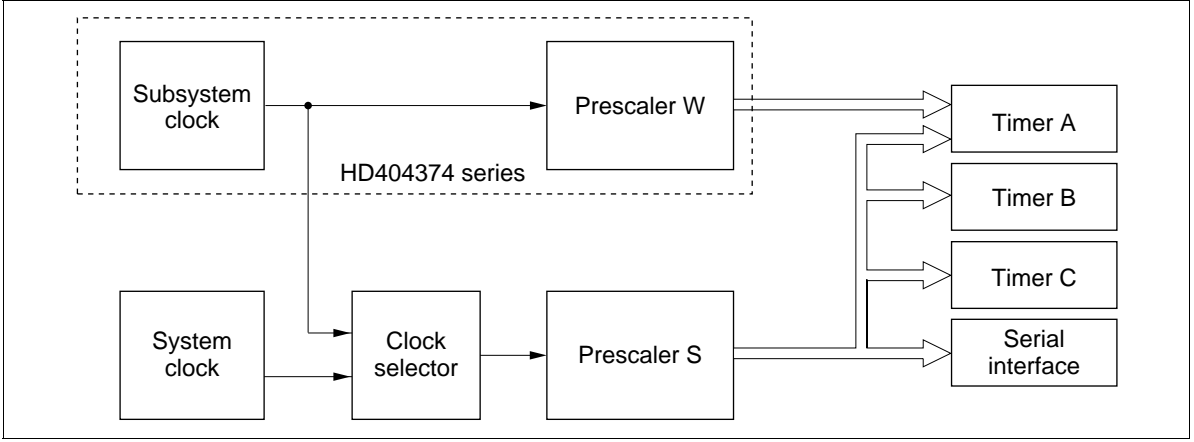 Subsystem
clock
Prescaler W
HD404374 series
Timer A
Timer B
Timer C
Serial
interface
System
clock
Clock
selector
Prescaler S